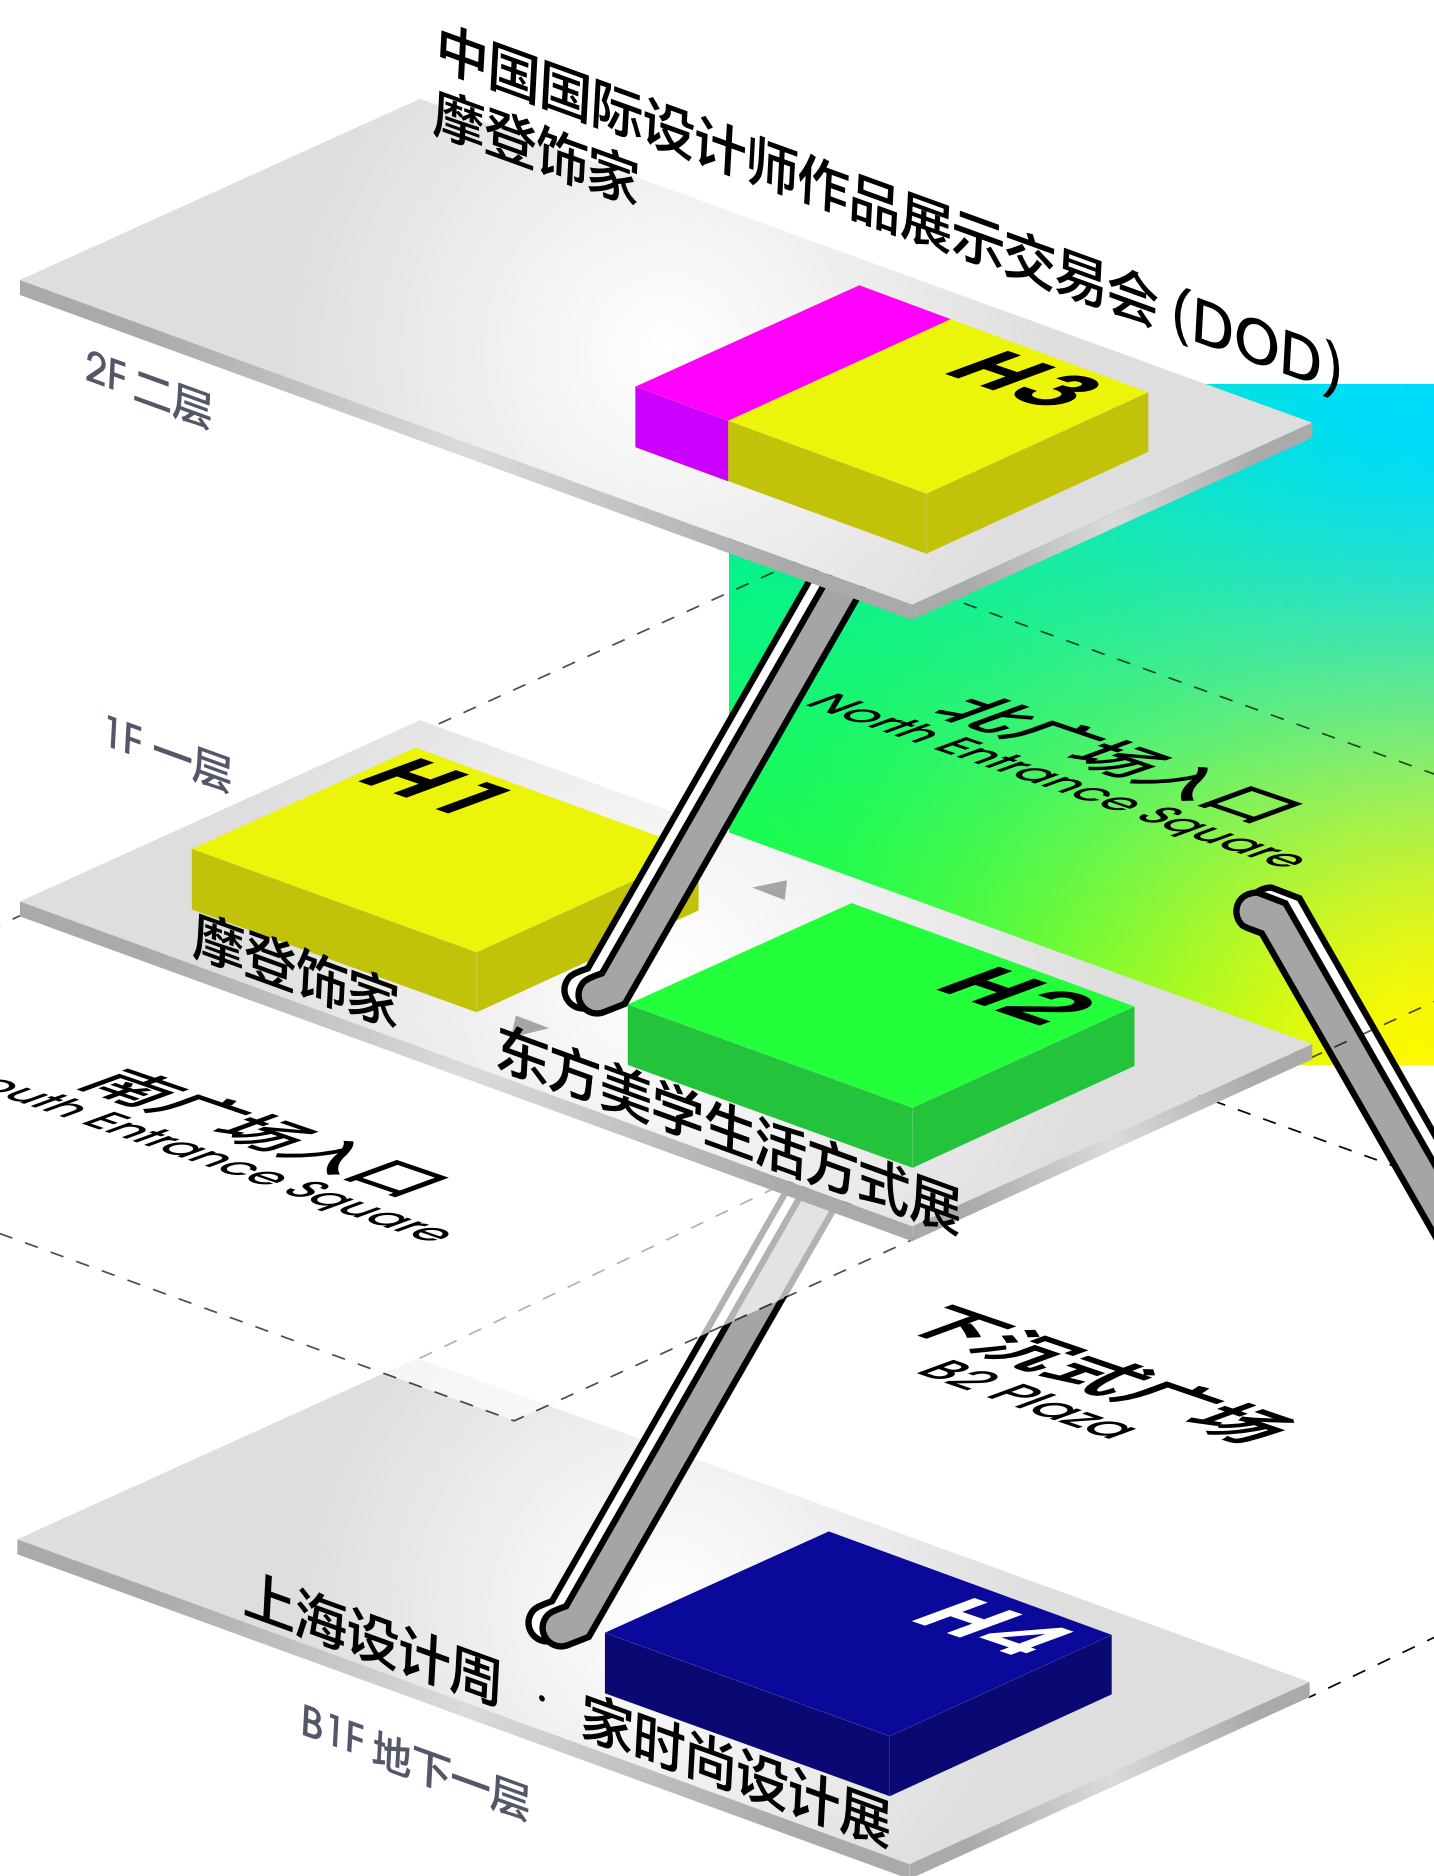 中国国际设计师作品展示交易会 (DOD)
摩登饰家
H3
2F 二层
北广场入口
North Entrance Square
1F 一层
H1
摩登饰家
H2
东方美学生活方式展
南广场入口
outh Entrance Square
下沉式广场
B2 Plaza
H4
上海设计周 · 家时尚设计展
B1F 地下一层